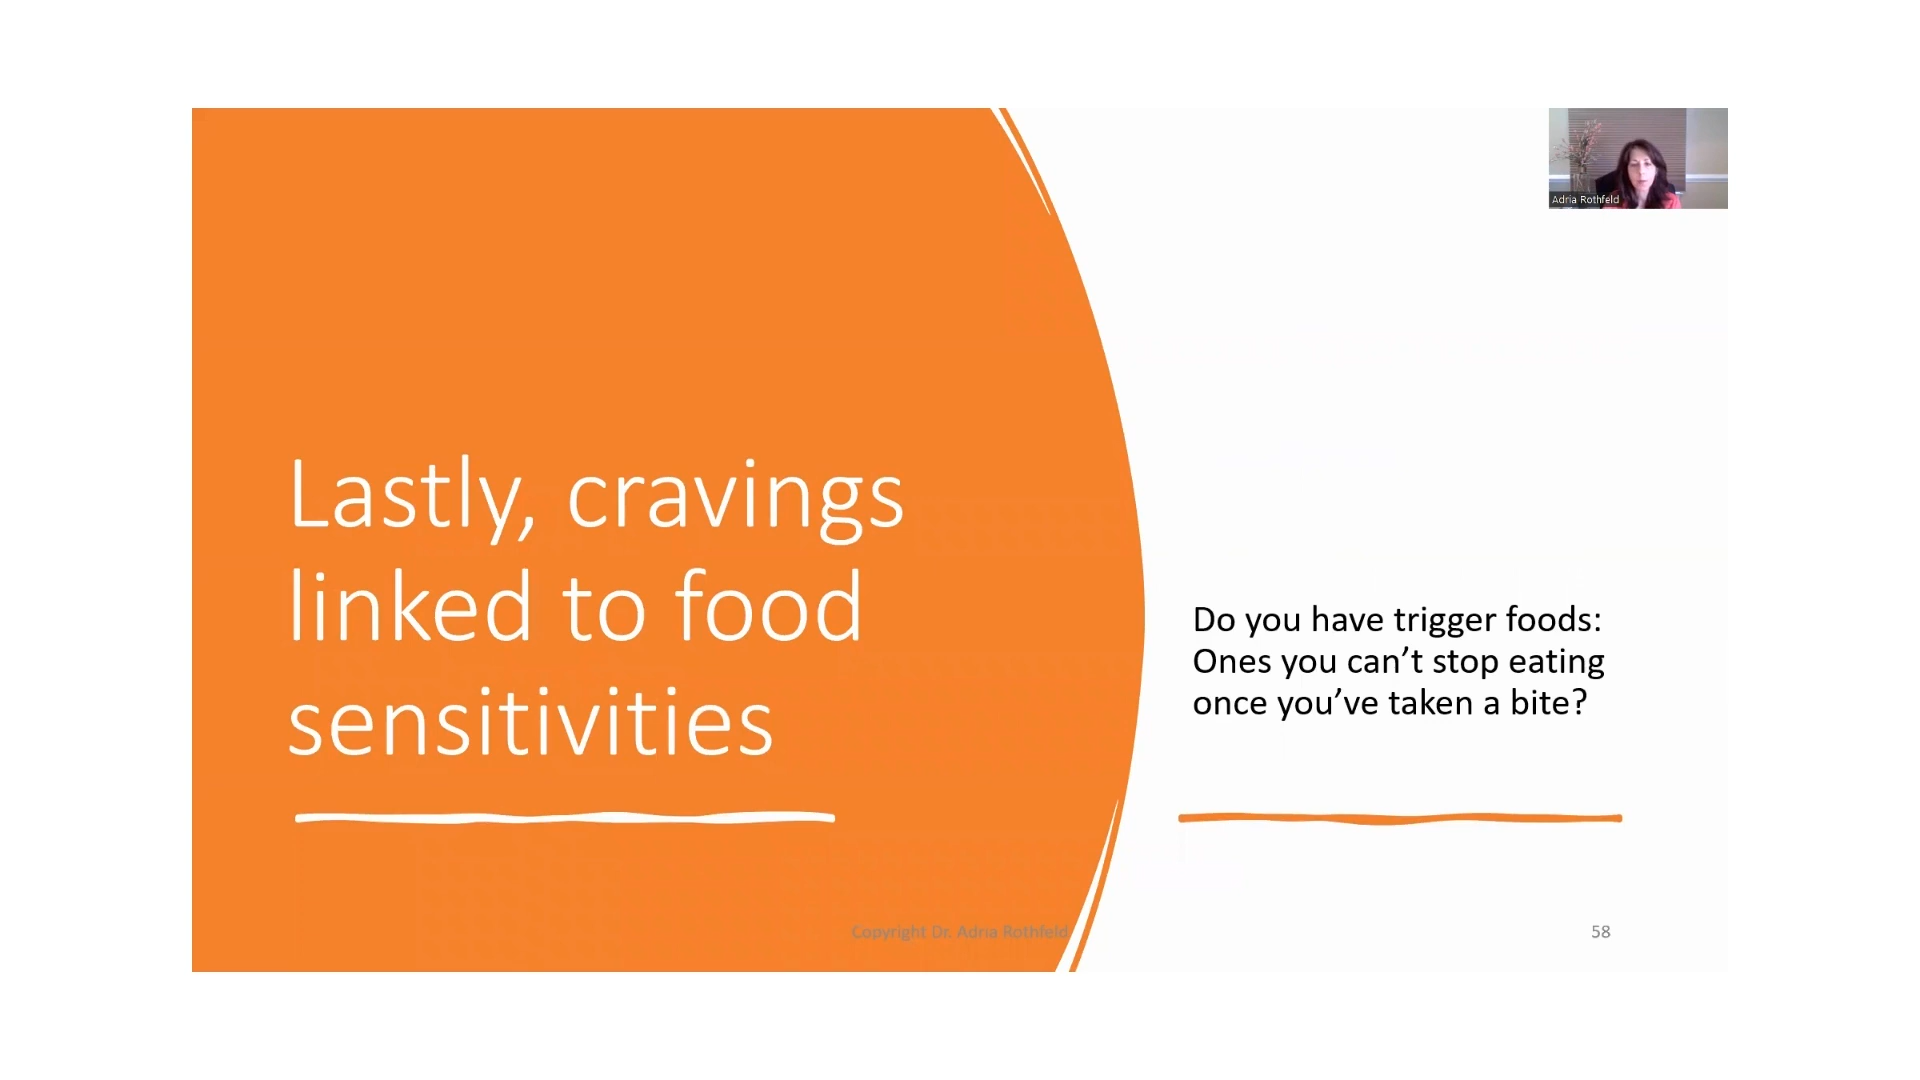 Adria Rothfeld
Lastly, cravings
linked to food
sensitivities
Do you have trigger foods:
Ones you can’t stop eating
once you’ve taken a bite?
Copyright Dr. Adria Rothfeld
58